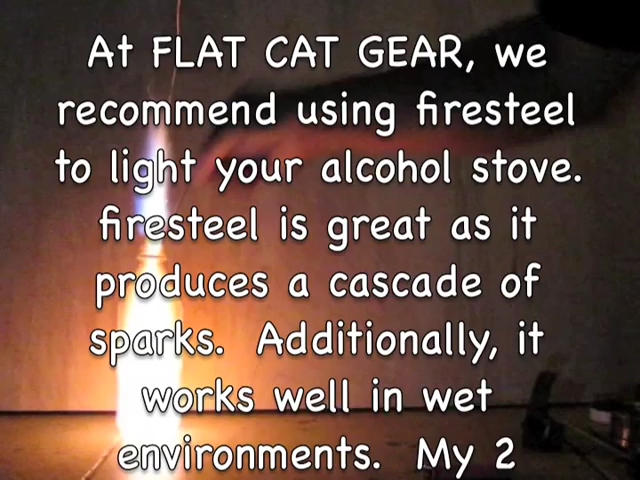 At FLAT CAT GEAR, we
recommend using firesteel
to light your alcohol stove.
firesteel is great as it
produces a cascade of
sparks.  Additionally, it
works well in wet
environments.  My 2